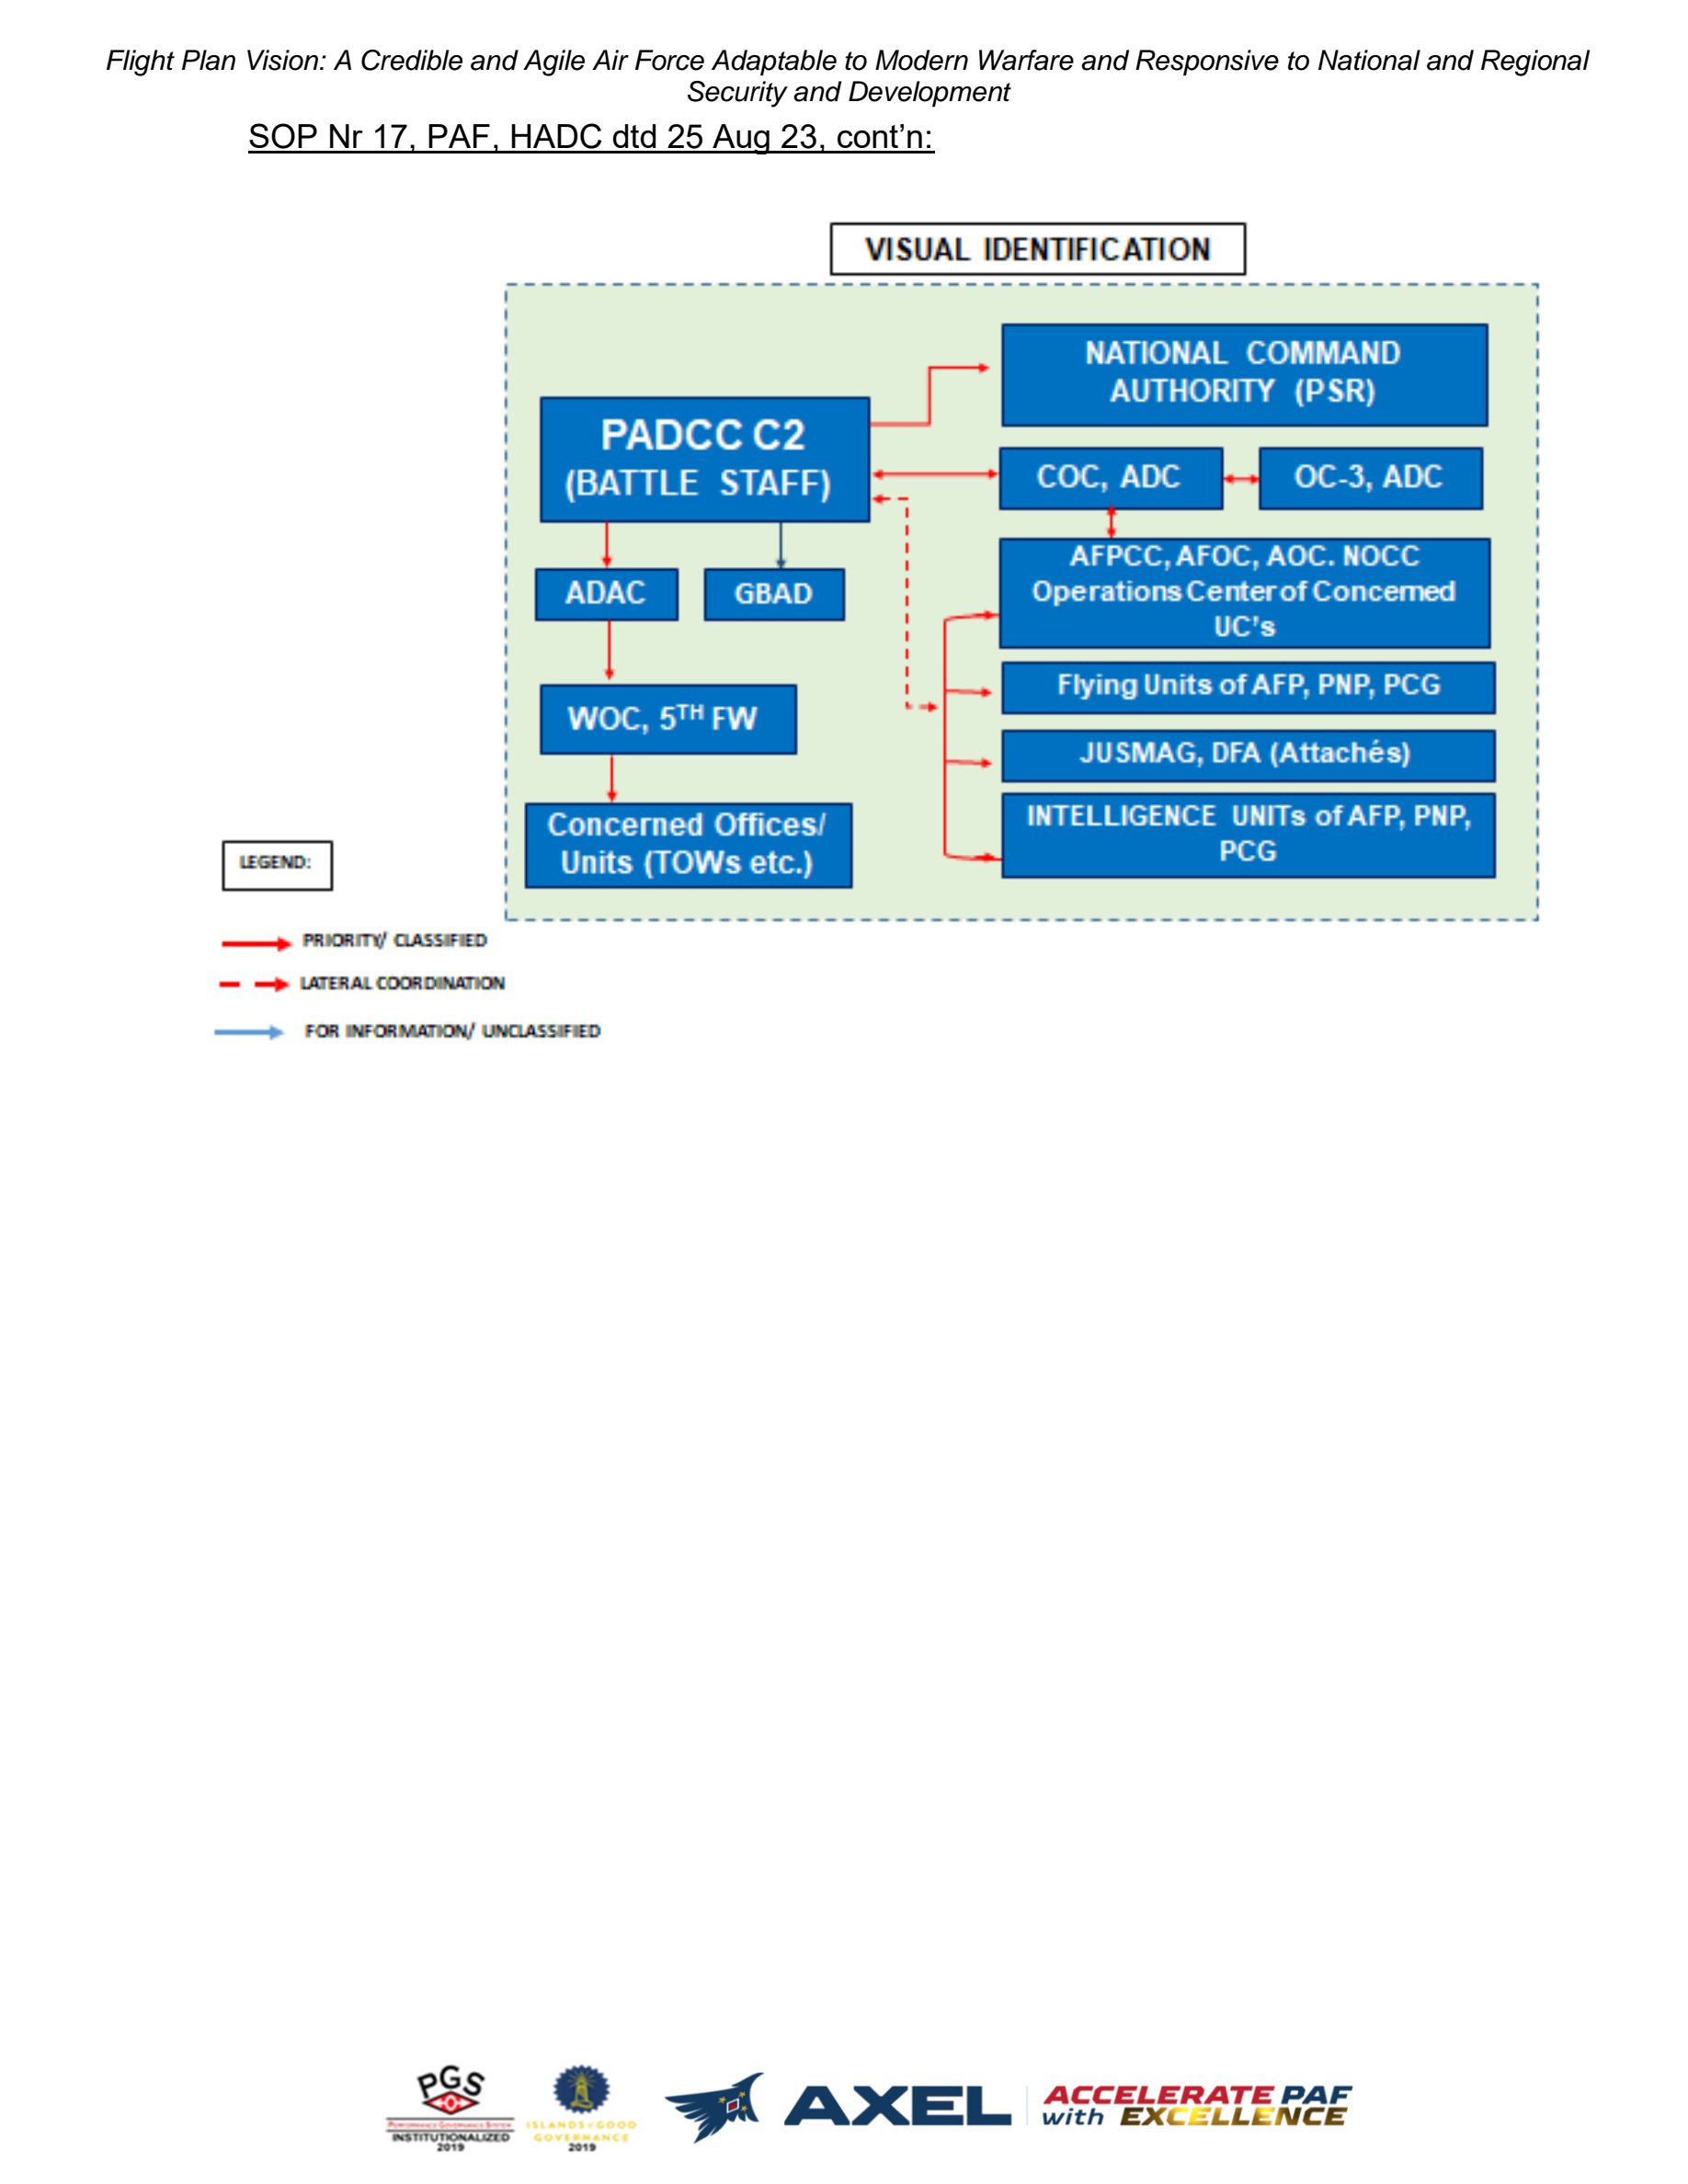 Flight Plan Vision: A Credible and Agile Air Force Adaptable to Modern Warfare and Responsive to National and Regional
Security and Development
SOP Nr 17, PAF, HADC dtd 25 Aug 23, cont’n:
VISUAL IDENTIFICATION
NATIONAL COMMAND
AUTHORITY (PSR)
PADCC C2
(BATTLE STAFF)
COC, ADC
OC-3, ADC
ADAC
GBAD
AFPCC, AFOC, AOC. NOCC
Operations Center of Concerned
UC’s
WOC, 5TH FW
Flying Units of AFP, PNP, PCG
JUSMAG, DFA (Attachés)
Concerned Offices/
Units (TOWs etc.)
INTELLIGENCE UNITs of AFP, PNP,
PCG
LEGEND:
PRIORITY/ CLASSIFIED
LATERAL COORDINATION
FOR INFORMATION/ UNCLASSIFIED
PGS
PERFORMANCE GOVERNANCE SYSTEM
INSTITUTIONALIZED
2019
ISLANDS of GOOD
GOVERNANCE
2019
AXEL
ACCELERATE PAF
with EXCELLENCE